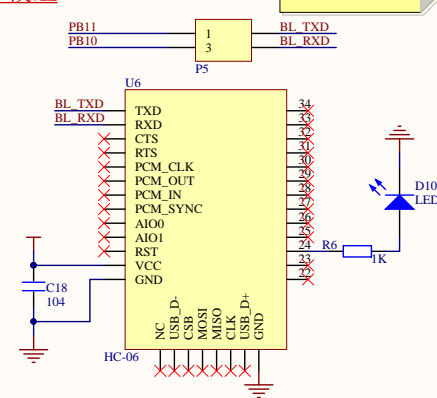 PB11 1 BL_TXD
PB10 3 BL_RXD
P5
U6
BL_TXD TXD 34
BL_RXD RXD 33
CTS 32
RTS 31
PCM_CLK 30
PCM_OUT 29
PCM_IN 28
PCM_SYNC 27
AIO0 26
AIO1 25
RST 24
VCC 23
GND 22
R6
1K
D10
LED
C18
104
NC USB_D- CSB MOSI MISO CLK USB_D+ GND
HC-06